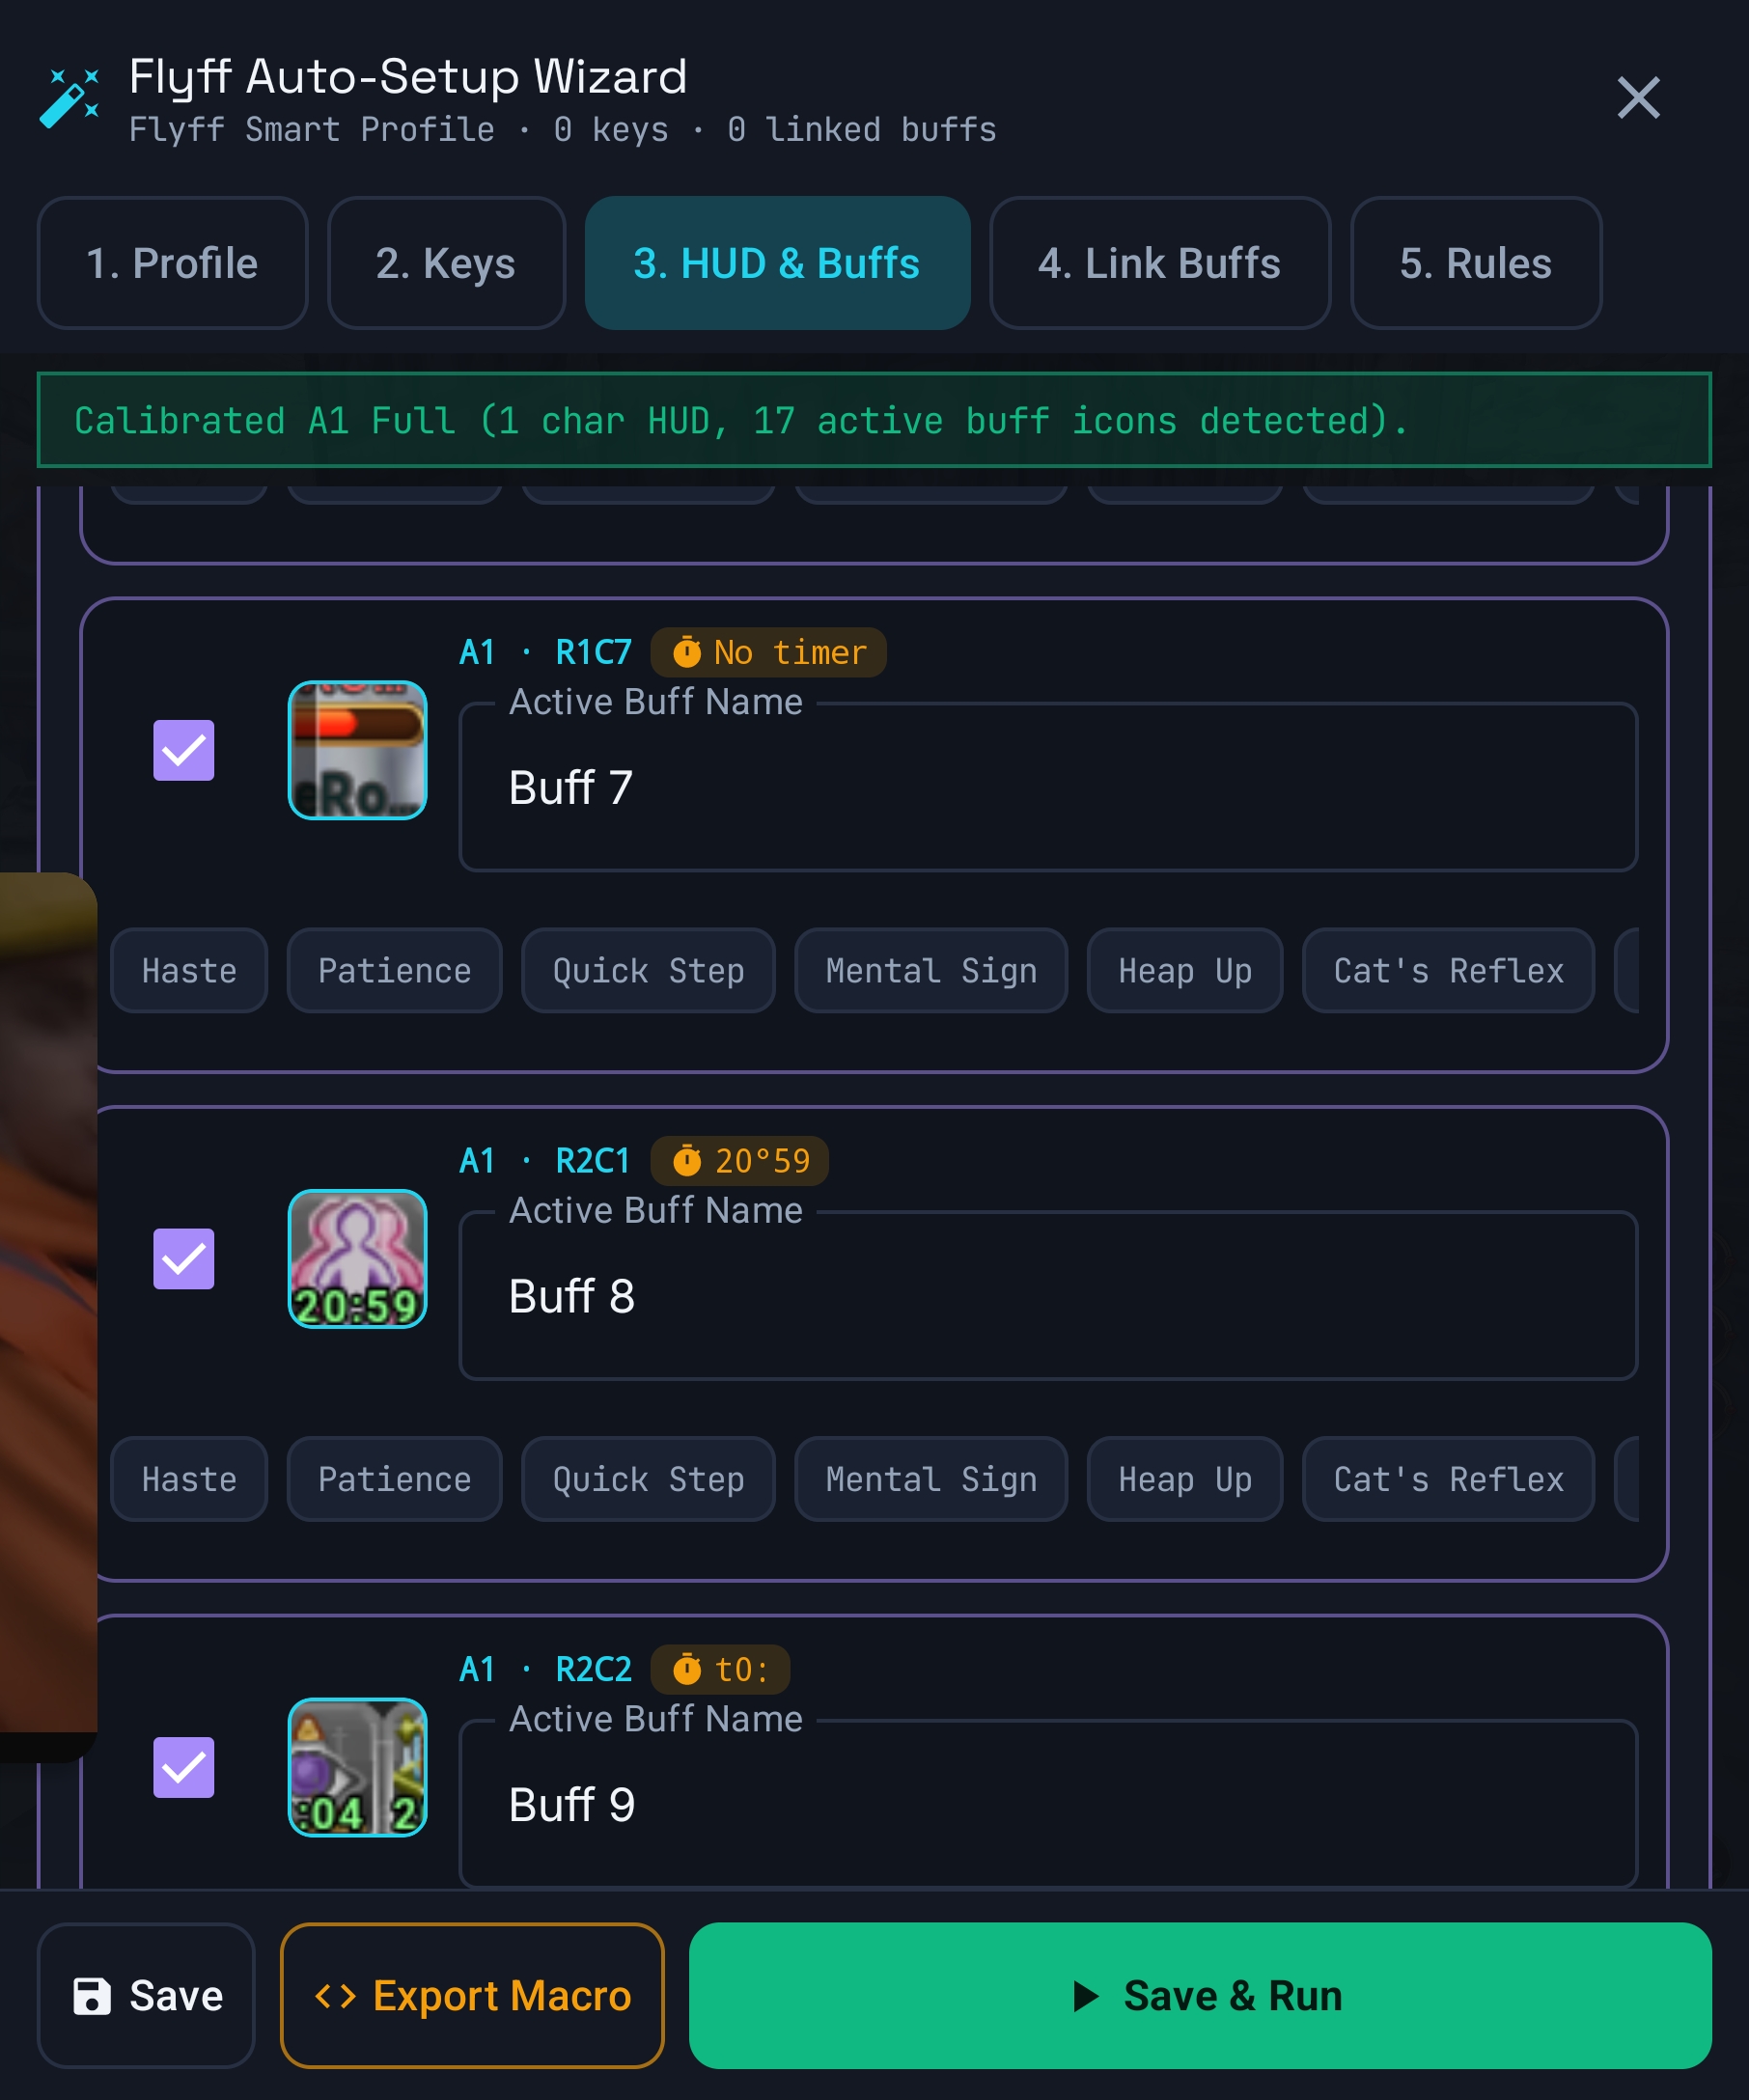 Flyff Auto-Setup Wizard
Flyff Smart Profile · 0 keys · 0 linked buffs
1. Profile
2. Keys
3. HUD & Buffs
4. Link Buffs
5. Rules
Calibrated A1 Full (1 char HUD, 17 active buff icons detected).
A1 · R1C7
No timer
eRo...
Active Buff Name
Buff 7
Haste
Patience
Quick Step
Mental Sign
Heap Up
Cat's Reflex
A1 · R2C1
20°59
20:59
Active Buff Name
Buff 8
Haste
Patience
Quick Step
Mental Sign
Heap Up
Cat's Reflex
A1 · R2C2
t0:
:04 2
Active Buff Name
Buff 9
Save
<> Export Macro
Save & Run